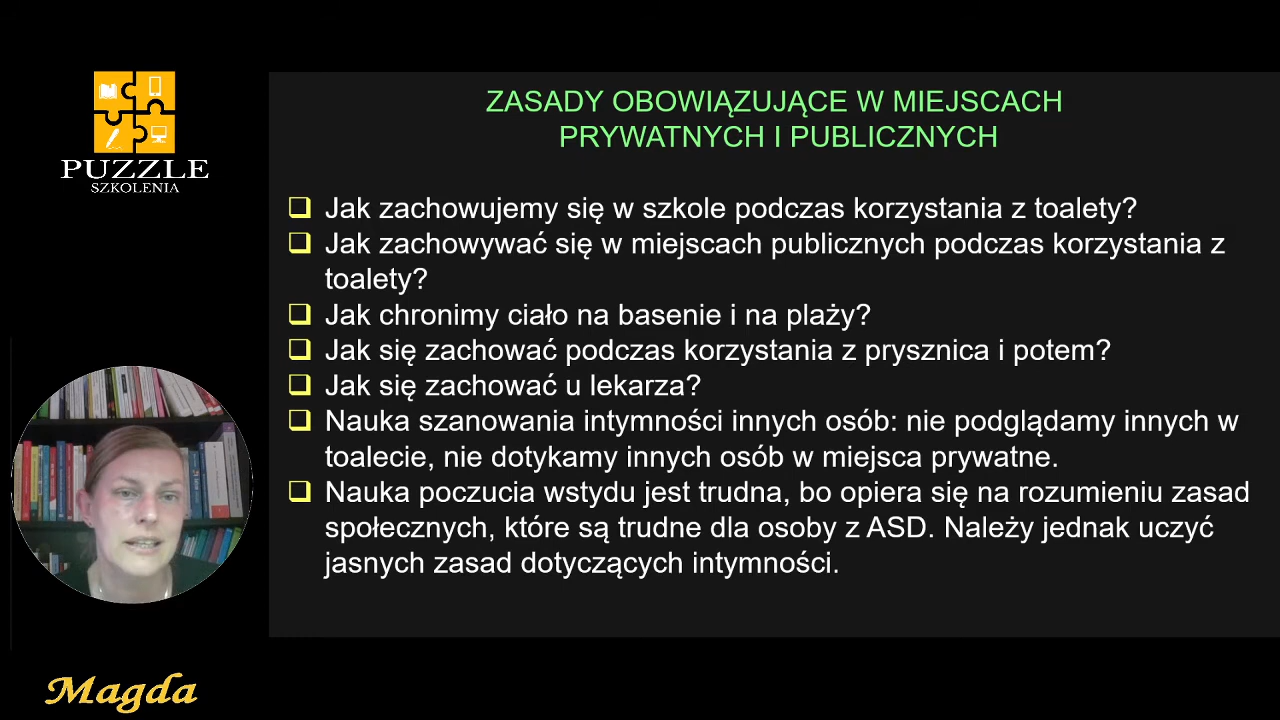 PUZZLE
SZKOLENIA
ZASADY OBOWIĄZUJĄCE W MIEJSCACH
PRYWATNYCH I PUBLICZNYCH
Jak zachowujemy się w szkole podczas korzystania z toalety?
Jak zachowywać się w miejscach publicznych podczas korzystania z
toalety?
Jak chronimy ciało na basenie i na plaży?
Jak się zachować podczas korzystania z prysznica i potem?
Jak się zachować u lekarza?
Nauka szanowania intymności innych osób: nie podglądamy innych w
toalecie, nie dotykamy innych osób w miejsca prywatne.
Nauka poczucia wstydu jest trudna, bo opiera się na rozumieniu zasad
społecznych, które są trudne dla osoby z ASD. Należy jednak uczyć
jasnych zasad dotyczących intymności.
Magda